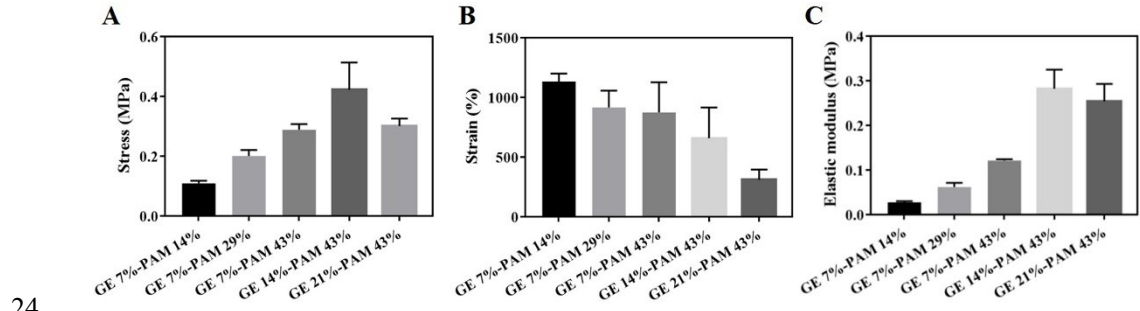 A
Stress (MPa)
0.6
0.4
0.2
0.0
GE 7%-PAM 14%
GE 7%-PAM 29%
GE 7%-PAM 43%
GE 14%-PAM 43%
GE 21%-PAM 43%
B
Strain (%)
1500
1000
500
0
GE 7%-PAM 14%
GE 7%-PAM 29%
GE 7%-PAM 43%
GE 14%-PAM 43%
GE 21%-PAM 43%
C
Elastic modulus (MPa)
0.4
0.3
0.2
0.1
0.0
GE 7%-PAM 14%
GE 7%-PAM 29%
GE 7%-PAM 43%
GE 14%-PAM 43%
GE 21%-PAM 43%
24